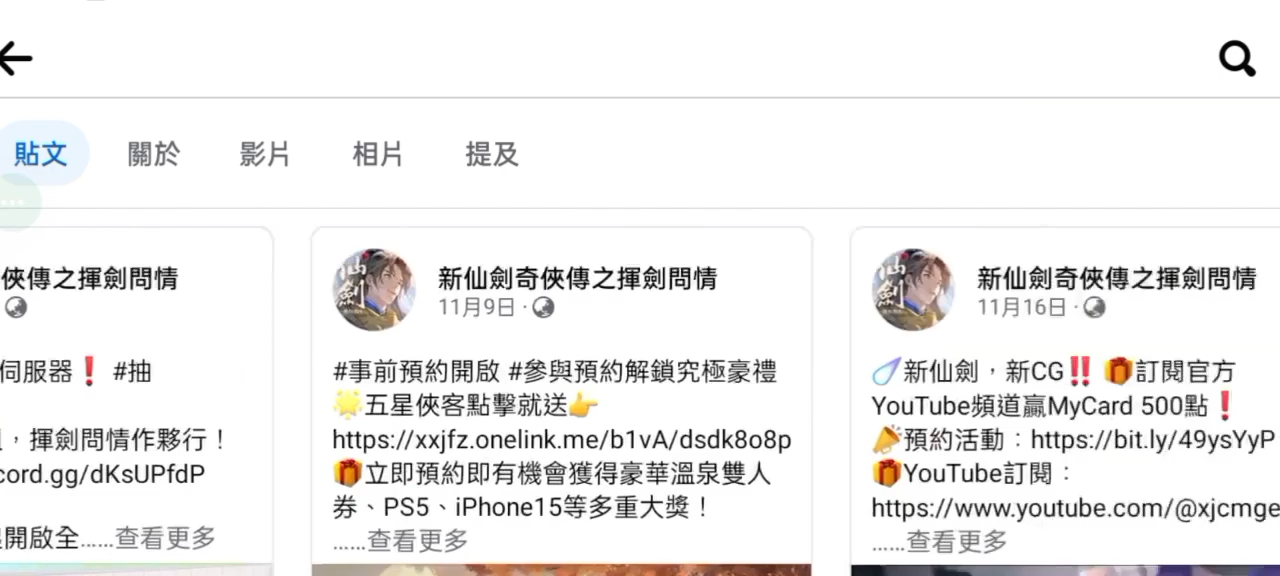 貼文 關於 影片 相片 提及
俠傳之揮劍問情
伺服器❗ #抽
，揮劍問情作夥行！
cord.gg/dKsUPfdP
開啟全……查看更多
仙劍
新仙劍奇俠傳之揮劍問情
11月9日 ·
#事前預約開啟 #參與預約解鎖究極豪禮
🌟五星俠客點擊就送👉
https://xxjfz.onelink.me/b1vA/dsdk8o8p
🎁立即預約即有機會獲得豪華溫泉雙人
券、PS5、iPhone15等多重大獎！
……查看更多
仙劍
新仙劍奇俠傳之揮劍問情
11月16日 ·
☄️新仙劍，新CG‼️ 🎁訂閱官方
YouTube頻道贏MyCard 500點❗
📣預約活動：https://bit.ly/49ysYyP
🎁YouTube訂閱：
https://www.youtube.com/@xjcmge
……查看更多